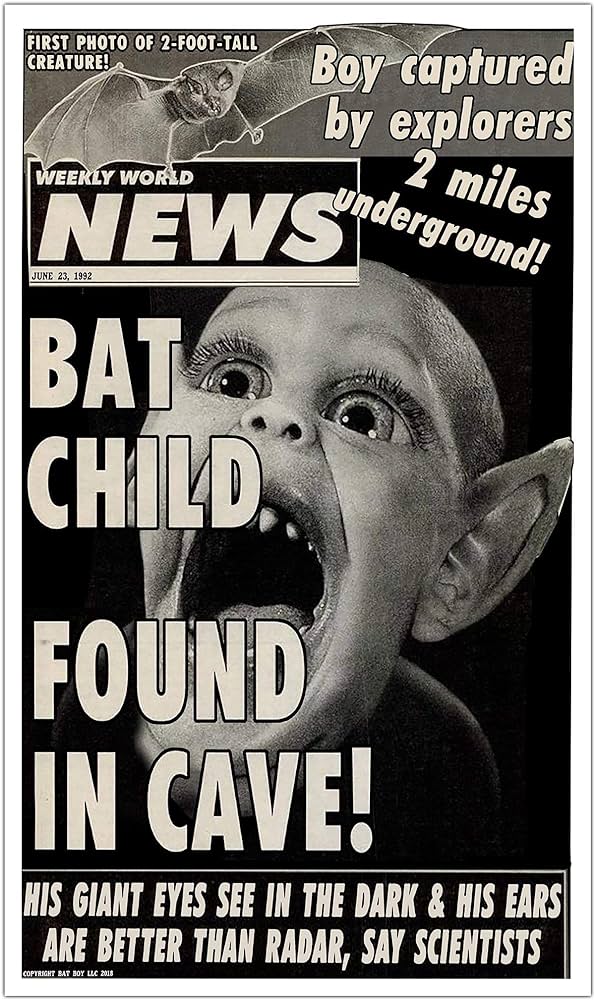 FIRST PHOTO OF 2-FOOT-TALL
CREATURE!
Boy captured
by explorers
2 miles
underground!
WEEKLY WORLD
NEWS
JUNE 23, 1992
BAT
CHILD
FOUND
IN CAVE!
HIS GIANT EYES SEE IN THE DARK & HIS EARS
ARE BETTER THAN RADAR, SAY SCIENTISTS
COPYRIGHT BAT BOY LLC 2018